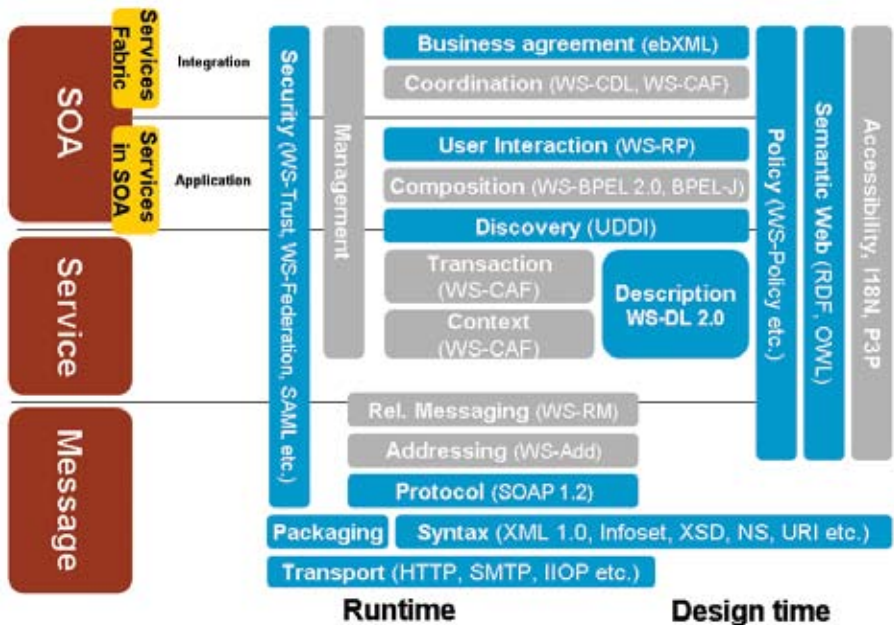 SOA
Services
Fabric
Services
in SOA
Service
Message
Integration
Application
Security (WS-Trust, WS-Federation, SAML etc.)
Management
Business agreement (ebXML)
Coordination (WS-CDL, WS-CAF)
User Interaction (WS-RP)
Composition (WS-BPEL 2.0, BPEL-J)
Discovery (UDDI)
Transaction
(WS-CAF)
Context
(WS-CAF)
Description
WS-DL 2.0
Rel. Messaging (WS-RM)
Addressing (WS-Add)
Protocol (SOAP 1.2)
Packaging
Syntax (XML 1.0, Infoset, XSD, NS, URI etc.)
Transport (HTTP, SMTP, IIOP etc.)
Policy (WS-Policy etc.)
Semantic Web (RDF, OWL)
Accessibility, I18N, P3P
Runtime
Design time